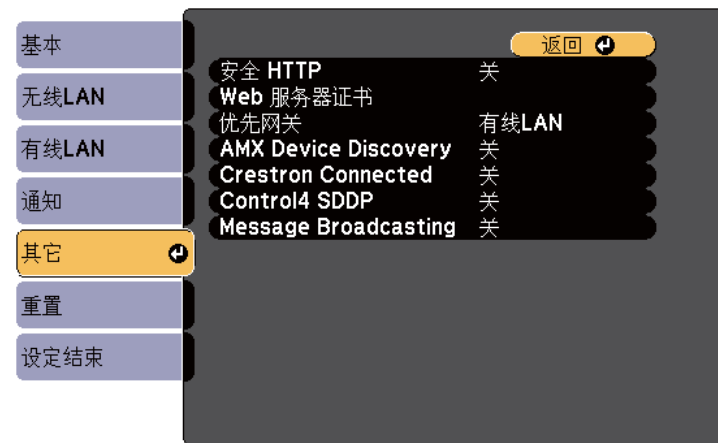 基本
无线LAN
有线LAN
通知
其它
重置
设定结束
返回
安全 HTTP 关
Web 服务器证书
优先网关 有线LAN
AMX Device Discovery 关
Crestron Connected 关
Control4 SDDP 关
Message Broadcasting 关